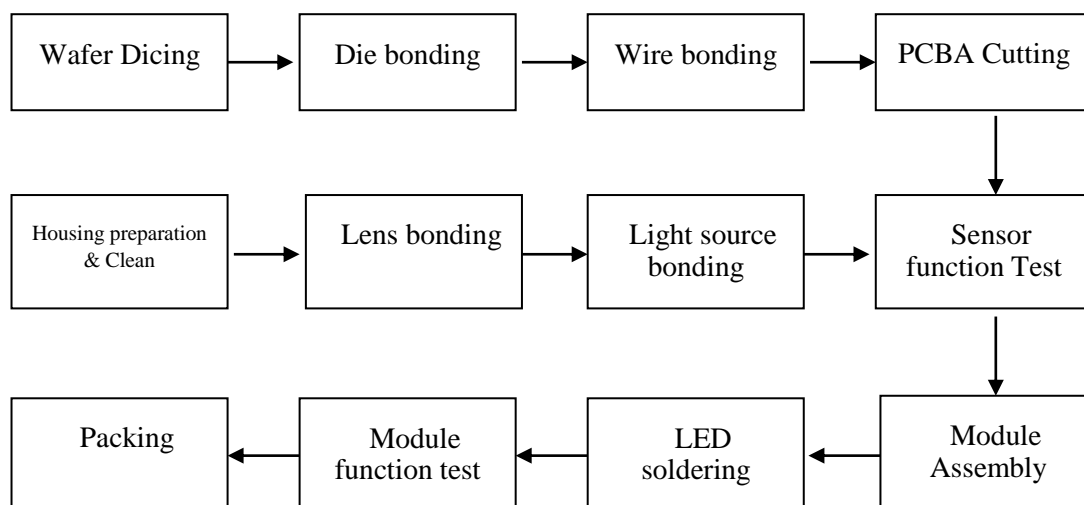 Wafer Dicing
Die bonding
Wire bonding
PCBA Cutting
Housing preparation
& Clean
Lens bonding
Light source
bonding
Sensor
function Test
Packing
Module
function test
LED
soldering
Module
Assembly